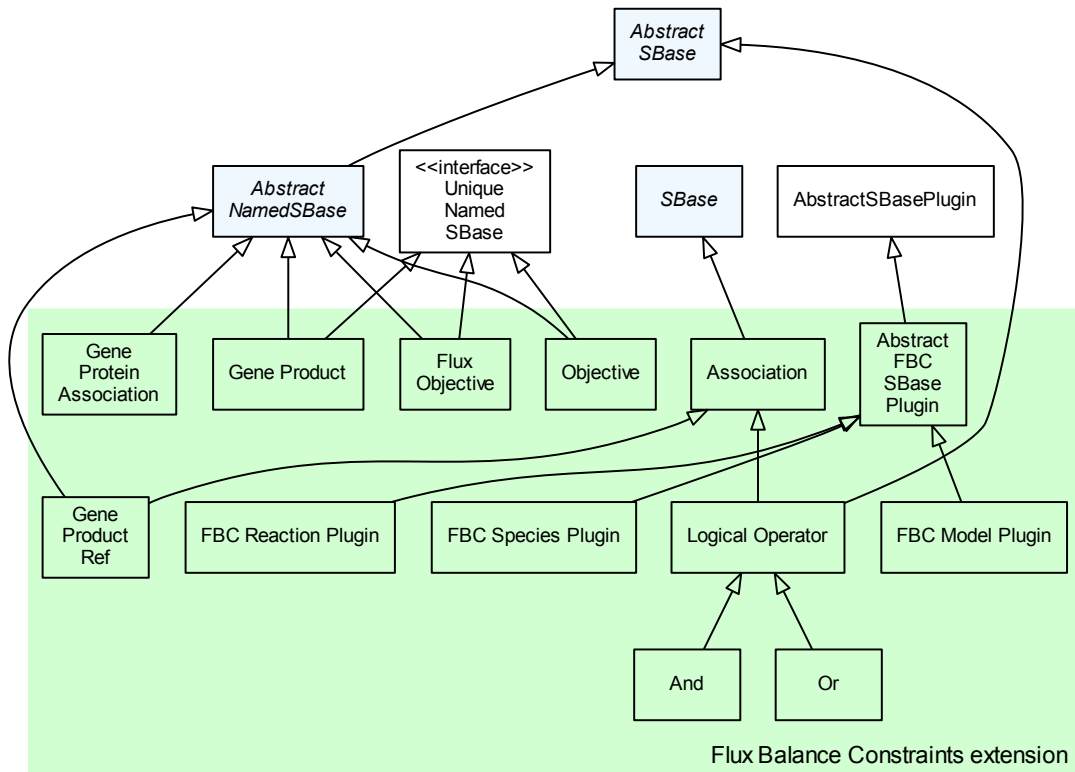 Abstract
SBase
<<interface>>
Unique
Named
SBase
Abstract
NamedSBase
SBase
AbstractSBasePlugin
Gene
Protein
Association
Gene Product
Flux
Objective
Objective
Association
Abstract
FBC
SBase
Plugin
Gene
Product
Ref
FBC Reaction Plugin
FBC Species Plugin
Logical Operator
FBC Model Plugin
And
Or
Flux Balance Constraints extension